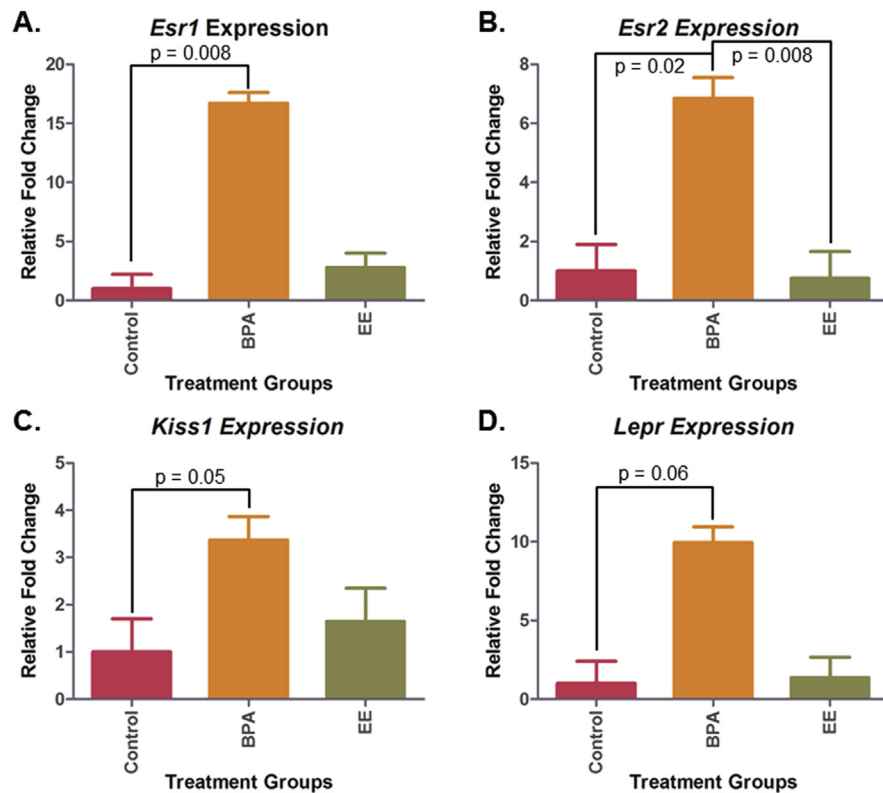 A.
Esr1 Expression
p = 0.008
Relative Fold Change
20
15
10
5
0
Control
BPA
EE
Treatment Groups
B.
Esr2 Expression
p = 0.02
p = 0.008
Relative Fold Change
8
6
4
2
0
Control
BPA
EE
Treatment Groups
C.
Kiss1 Expression
p = 0.05
Relative Fold Change
5
4
3
2
1
0
Control
BPA
EE
Treatment Groups
D.
Lepr Expression
p = 0.06
Relative Fold Change
15
10
5
0
Control
BPA
EE
Treatment Groups